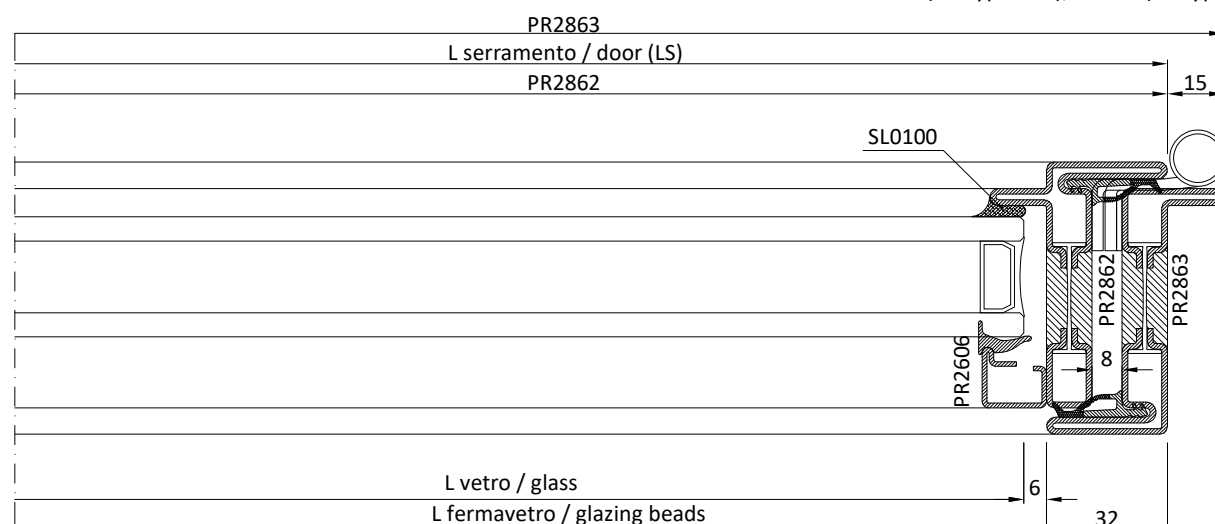 PR2863
L serramento / door (LS)
PR2862
15
SL0100
PR2862
PR2863
PR2606
8
L vetro / glass
6
L fermavetro / glazing beads
32